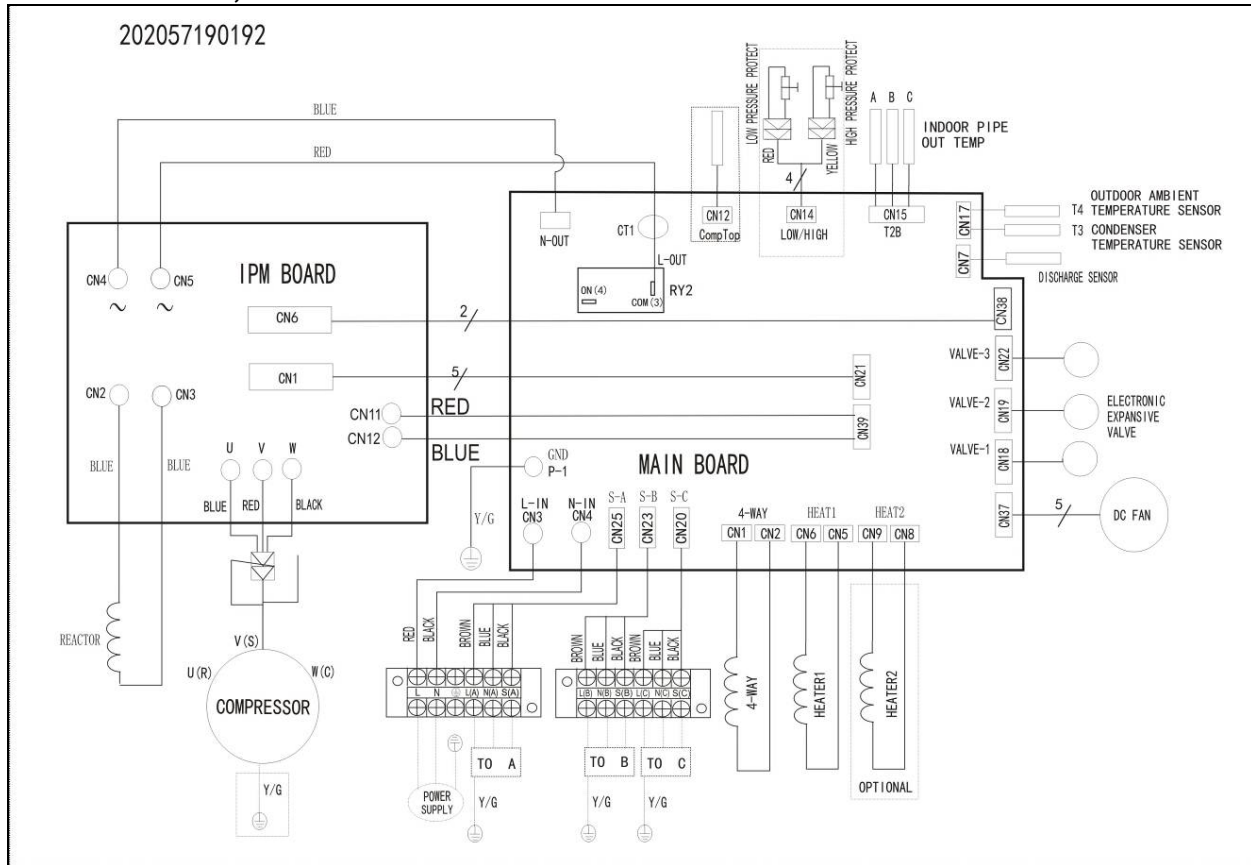 202057190192
BLUE
RED
LOW PRESSURE PROTECT
HIGH PRESSURE PROTECT
RED
YELLOW
4
A B C
INDOOR PIPE
OUT TEMP
N-OUT
CT1
L-OUT
ON(4)
COM(3)
RY2
CN12
CompTop
CN14
LOW/HIGH
CN15
T2B
CN17
T4
OUTDOOR AMBIENT
TEMPERATURE SENSOR
T3
CONDENSER
TEMPERATURE SENSOR
CN7
DISCHARGE SENSOR
IPM BOARD
CN4
~
CN5
~
CN6
2
CN38
CN1
5
CN21
CN2
CN3
CN11
RED
CN12
BLUE
CN39
VALVE-3
CN22
VALVE-2
CN19
VALVE-1
CN18
ELECTRONIC
EXPANSIVE
VALVE
CN37
5
DC FAN
MAIN BOARD
GND
P-1
Y/G
BLUE
BLUE
U V W
BLUE
RED
BLACK
REACTOR
V(S)
U(R)
W(C)
COMPRESSOR
Y/G
L-IN
CN3
N-IN
CN4
S-A
CN25
S-B
CN23
S-C
CN20
4-WAY
CN1
CN2
HEAT1
CN6
CN5
HEAT2
CN9
CN8
RED
BLACK
BROWN
BLUE
BLACK
BROWN
BLUE
BLACK
BROWN
BLUE
BLACK
L N L(A) N(A) S(A)
L(B) N(B) S(B) L(C) N(C) S(C)
4-WAY
HEATER1
HEATER2
OPTIONAL
POWER
SUPPLY
TO A
Y/G
TO B
Y/G
TO C
Y/G